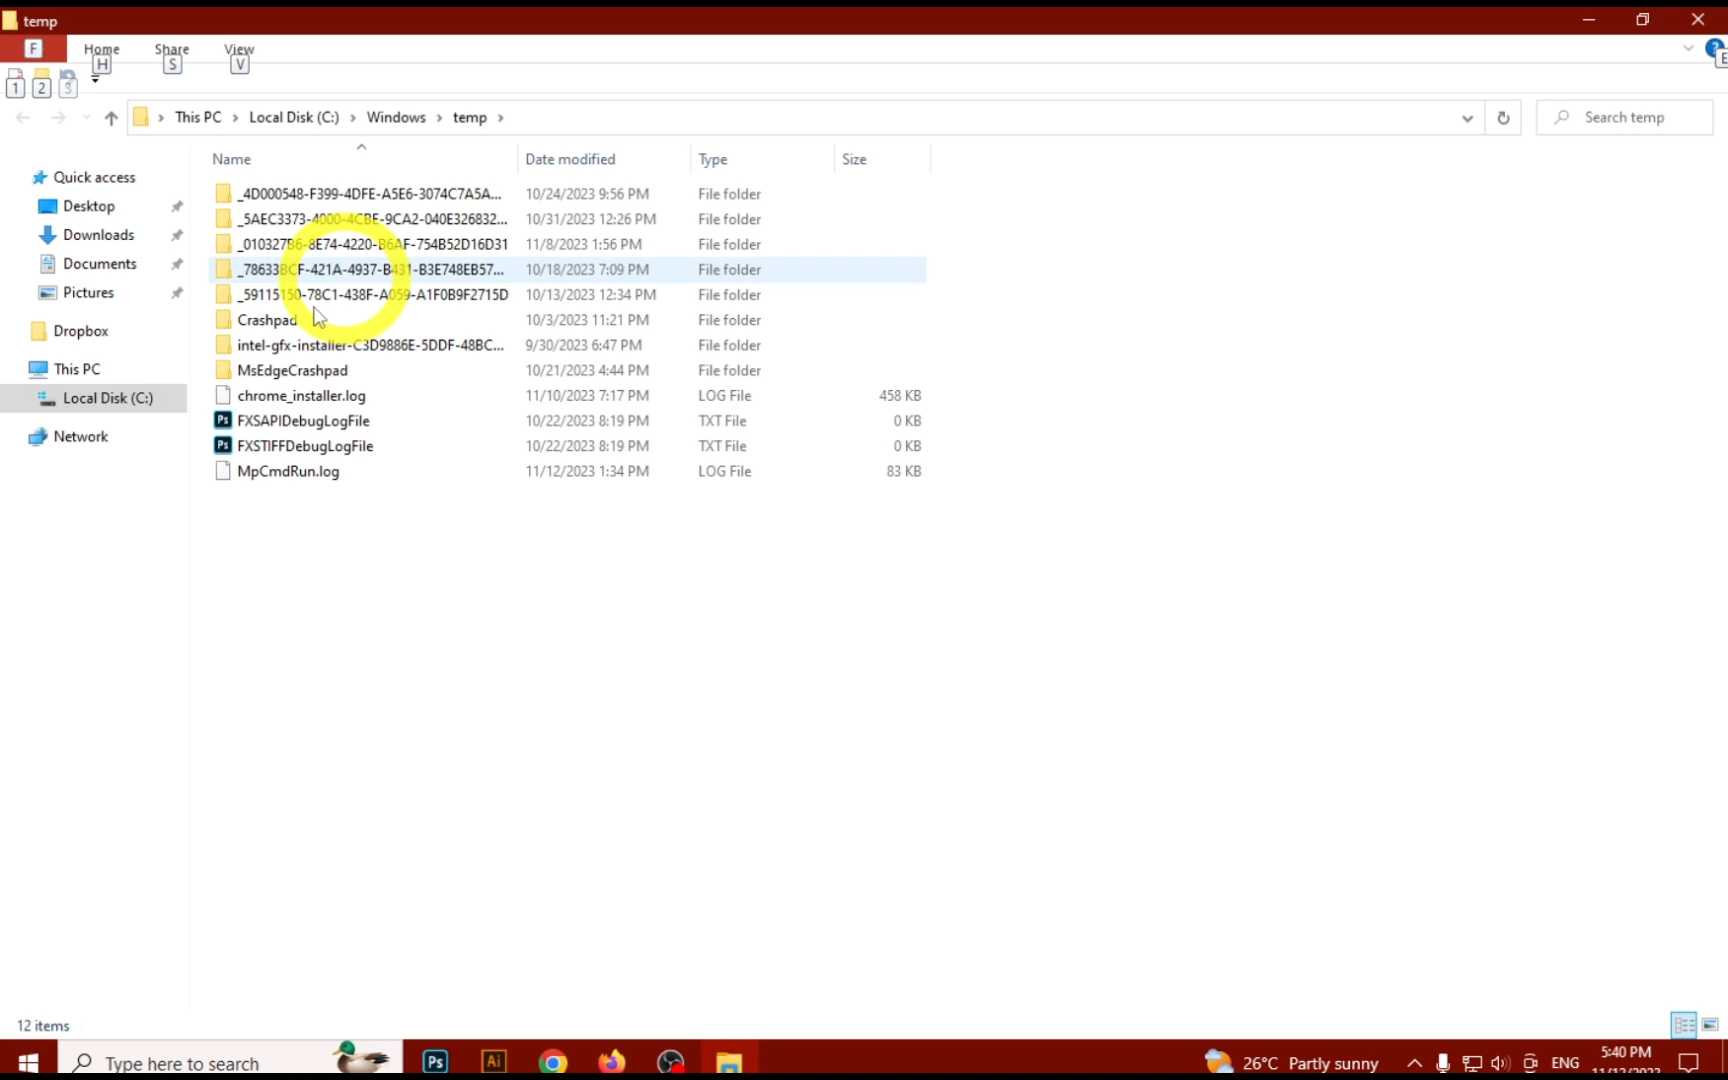 temp
F Home Share View
H S V
1 2 3
E
This PC Local Disk (C:) Windows temp
Search temp
Name Date modified Type Size
Quick access
Desktop
Downloads
Documents
Pictures
Dropbox
This PC
Local Disk (C:)
Network
_4D000548-F399-4DFE-A5E6-3074C7A5A... 10/24/2023 9:56 PM File folder
_5AEC3373-4000-4CBE-9CA2-040E326832... 10/31/2023 12:26 PM File folder
_010327B6-8E74-4220-B6AF-754B52D16D31 11/8/2023 1:56 PM File folder
_78633BCF-421A-4937-B431-B3E748EB57... 10/18/2023 7:09 PM File folder
_59115150-78C1-438F-A059-A1F0B9F2715D 10/13/2023 12:34 PM File folder
Crashpad 10/3/2023 11:21 PM File folder
intel-gfx-installer-C3D9886E-5DDF-48BC... 9/30/2023 6:47 PM File folder
MsEdgeCrashpad 10/21/2023 4:44 PM File folder
chrome_installer.log 11/10/2023 7:17 PM LOG File 458 KB
Ps FXSAPIDebugLogFile 10/22/2023 8:19 PM TXT File 0 KB
Ps FXSTIFFDebugLogFile 10/22/2023 8:19 PM TXT File 0 KB
MpCmdRun.log 11/12/2023 1:34 PM LOG File 83 KB
12 items
Type here to search
Ps Ai
26°C Partly sunny
ENG
5:40 PM
11/12/2023